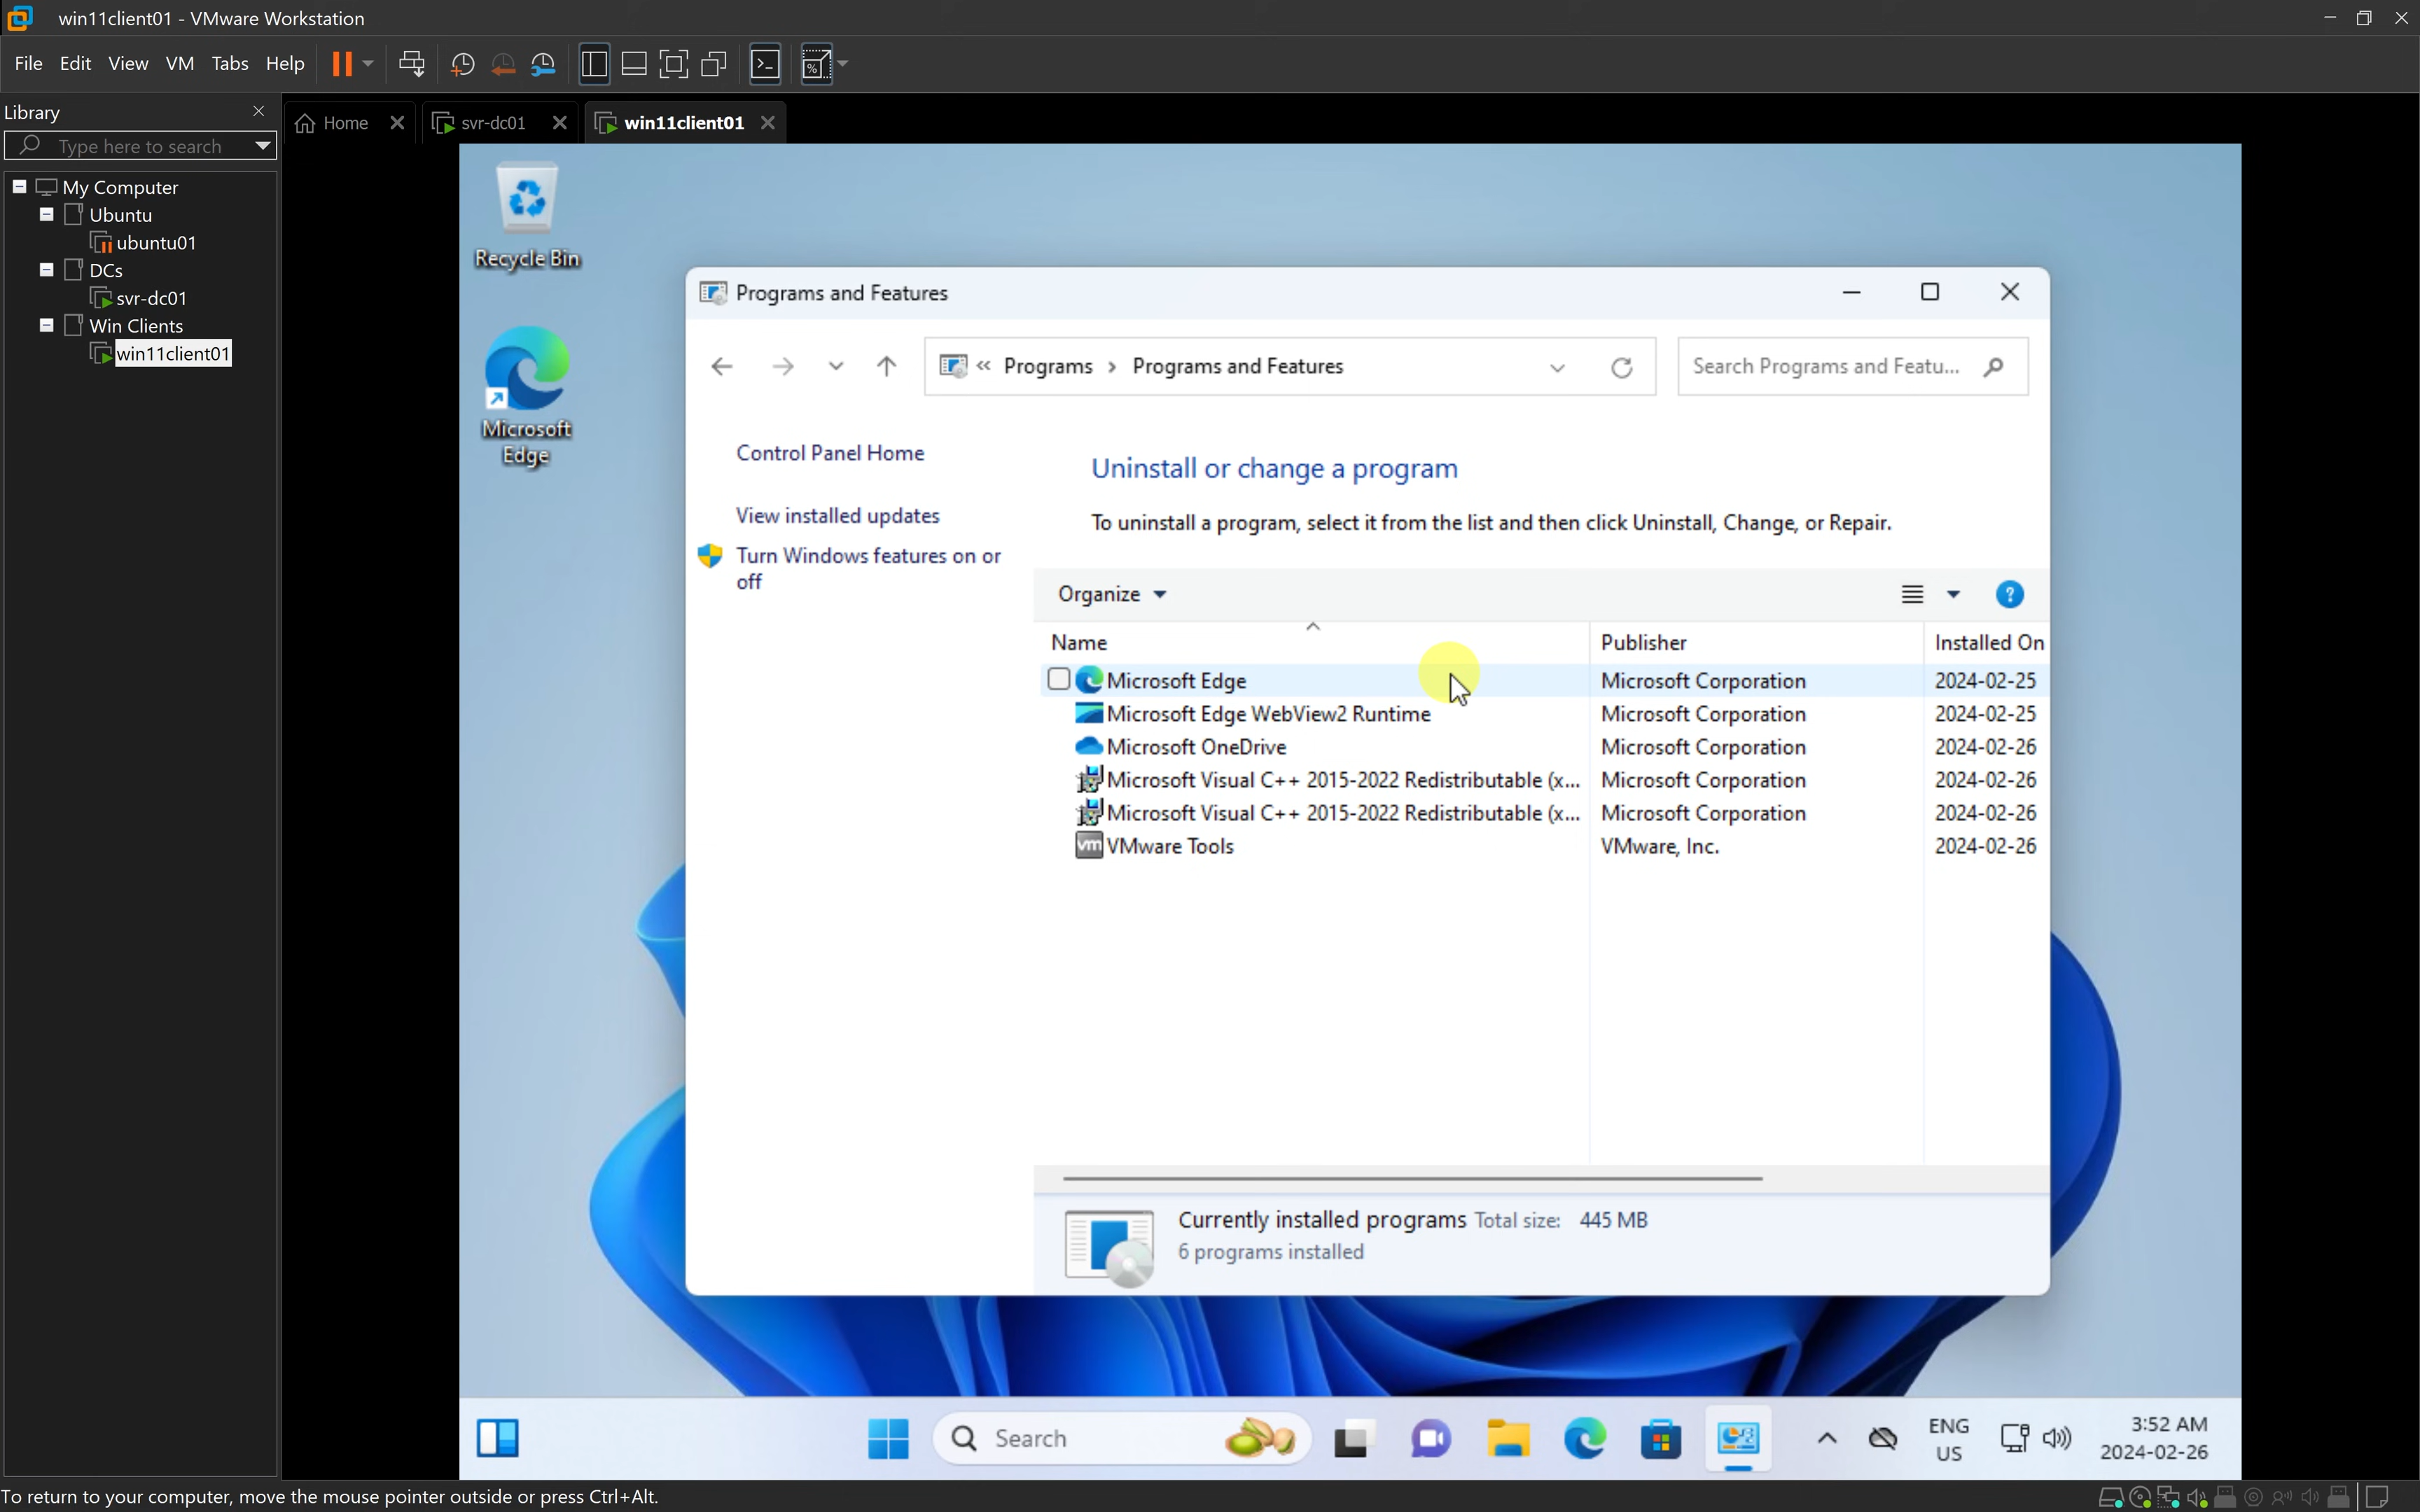 win11client01 - VMware Workstation
File Edit View VM Tabs Help
Library
Type here to search
My Computer
Ubuntu
ubuntu01
DCs
svr-dc01
Win Clients
win11client01
Home svr-dc01 win11client01
Recycle Bin
Microsoft
Edge
Programs and Features
« Programs › Programs and Features
Search Programs and Featu...
Control Panel Home
View installed updates
Turn Windows features on or
off
Uninstall or change a program
To uninstall a program, select it from the list and then click Uninstall, Change, or Repair.
Organize
Name Publisher Installed On
Microsoft Edge Microsoft Corporation 2024-02-25
Microsoft Edge WebView2 Runtime Microsoft Corporation 2024-02-25
Microsoft OneDrive Microsoft Corporation 2024-02-26
Microsoft Visual C++ 2015-2022 Redistributable (x... Microsoft Corporation 2024-02-26
Microsoft Visual C++ 2015-2022 Redistributable (x... Microsoft Corporation 2024-02-26
vm VMware Tools VMware, Inc. 2024-02-26
Currently installed programs Total size: 445 MB
6 programs installed
Search
ENG
US
3:52 AM
2024-02-26
To return to your computer, move the mouse pointer outside or press Ctrl+Alt.